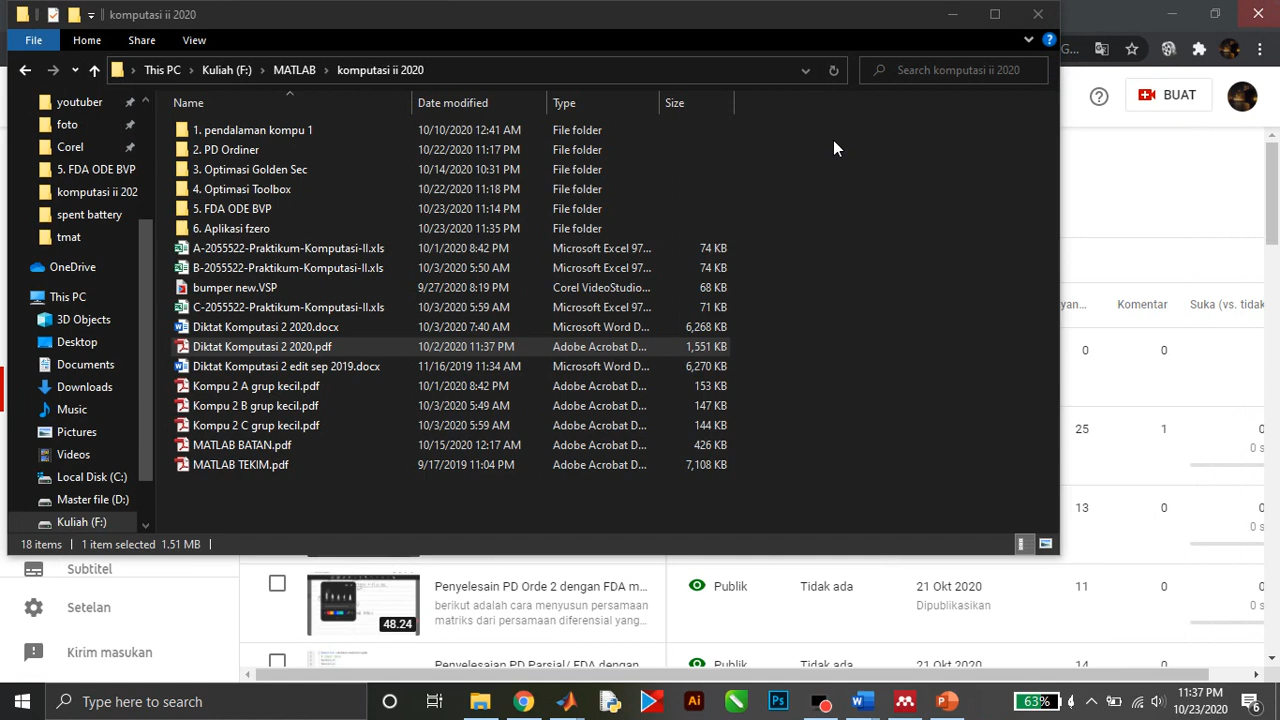 komputasi ii 2020
File Home Share View
This PC Kuliah (F:) MATLAB komputasi ii 2020 Search komputasi ii 2020
Name Date modified Type Size
1. pendalaman kompu 1 10/10/2020 12:41 AM File folder
2. PD Ordiner 10/22/2020 11:17 PM File folder
3. Optimasi Golden Sec 10/14/2020 10:31 PM File folder
4. Optimasi Toolbox 10/22/2020 11:18 PM File folder
5. FDA ODE BVP 10/23/2020 11:14 PM File folder
6. Aplikasi fzero 10/23/2020 11:35 PM File folder
A-2055522-Praktikum-Komputasi-II.xls 10/1/2020 8:42 PM Microsoft Excel 97... 74 KB
B-2055522-Praktikum-Komputasi-II.xls 10/3/2020 5:50 AM Microsoft Excel 97... 74 KB
bumper new.VSP 9/27/2020 8:19 PM Corel VideoStudio... 68 KB
C-2055522-Praktikum-Komputasi-II.xls 10/3/2020 5:59 AM Microsoft Excel 97... 71 KB
Diktat Komputasi 2 2020.docx 10/3/2020 7:40 AM Microsoft Word D... 6,268 KB
Diktat Komputasi 2 2020.pdf 10/2/2020 11:37 PM Adobe Acrobat D... 1,551 KB
Diktat Komputasi 2 edit sep 2019.docx 11/16/2019 11:34 AM Microsoft Word D... 6,270 KB
Kompu 2 A grup kecil.pdf 10/1/2020 8:42 PM Adobe Acrobat D... 153 KB
Kompu 2 B grup kecil.pdf 10/3/2020 5:49 AM Adobe Acrobat D... 147 KB
Kompu 2 C grup kecil.pdf 10/3/2020 5:59 AM Adobe Acrobat D... 144 KB
MATLAB BATAN.pdf 10/15/2020 12:17 AM Adobe Acrobat D... 426 KB
MATLAB TEKIM.pdf 9/17/2019 11:04 PM Adobe Acrobat D... 7,108 KB
youtuber
foto
Corel
5. FDA ODE BVP
komputasi ii 202
spent battery
tmat
OneDrive
This PC
3D Objects
Desktop
Documents
Downloads
Music
Pictures
Videos
Local Disk (C:)
Master file (D:)
Kuliah (F:)
18 items 1 item selected 1.51 MB
G...
BUAT
yan... Komentar Suka (vs. tidak
0 0
25 1
0 s
13 0
0 s
Subtitel
Setelan
Kirim masukan
48.24
Penyelesain PD Orde 2 dengan FDA m...
berikut adalah cara menyusun persamaan
matriks dari persamaan diferensial yang...
Publik Tidak ada 21 Okt 2020 11 0 0 s
Dipublikasikan
Penyelesain PD Parsial/ FDA dengan
Publik Tidak ada 21 Okt 2020 14 0
Type here to search
63%
11:37 PM
10/23/2020
6